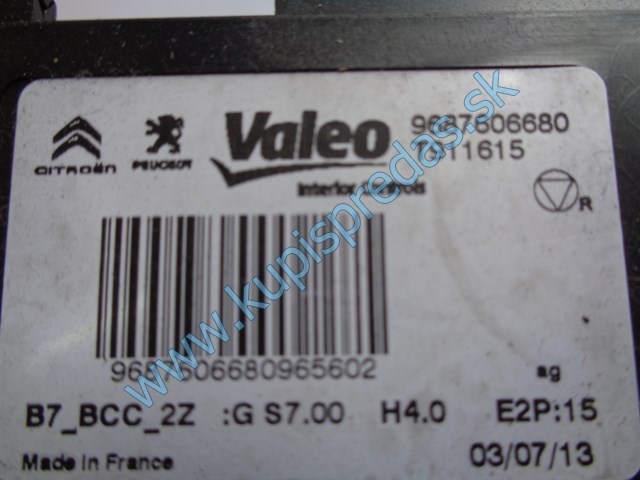 CITROËN PEUGEOT Valeo 9687606680
Interior Controls
R
ag
B7_BCC_2Z :G S7.00 H4.0 E2P:15
Made In France 03/07/13
www.kupispredas.sk